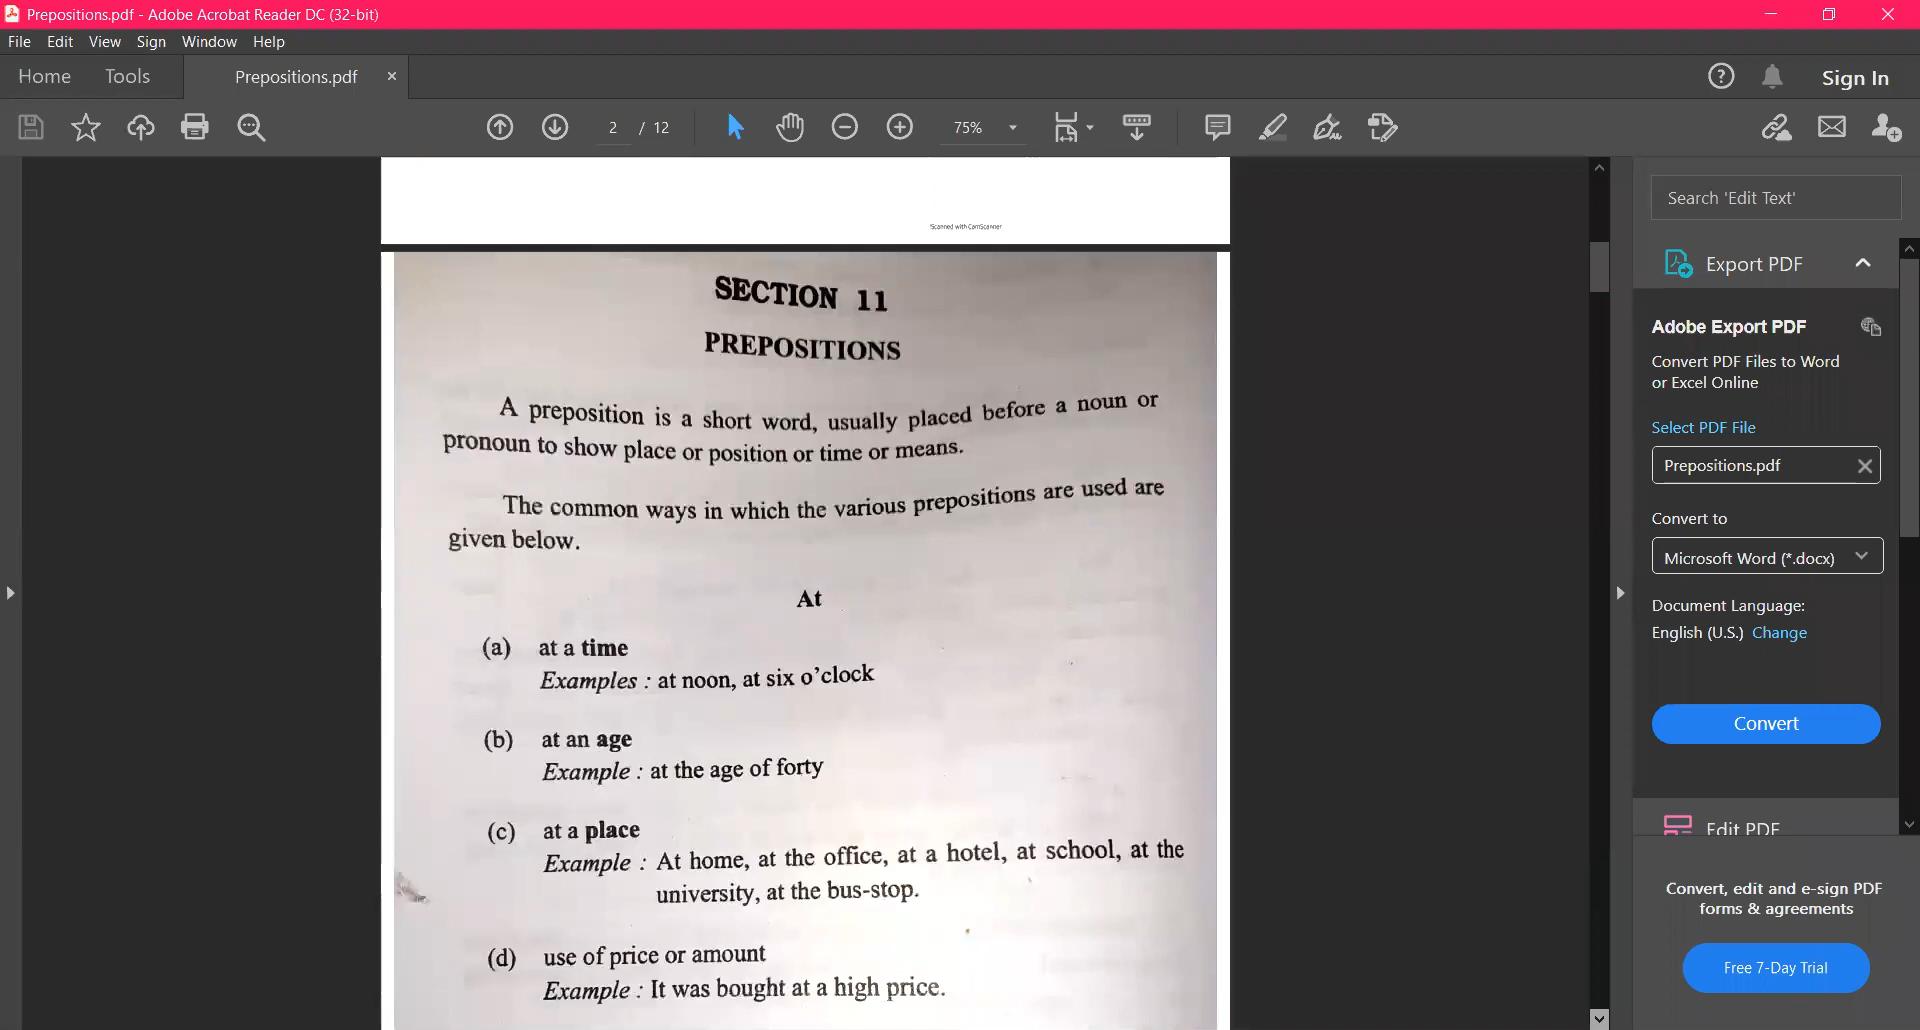 Prepositions.pdf - Adobe Acrobat Reader DC (32-bit)
File Edit View Sign Window Help
Home Tools Prepositions.pdf Sign In
2 / 12 75%
Search 'Edit Text'
Scanned with CamScanner
SECTION 11
PREPOSITIONS
A preposition is a short word, usually placed before a noun or
pronoun to show place or position or time or means.
The common ways in which the various prepositions are used are
given below.
At
(a) at a time
Examples : at noon, at six o'clock
(b) at an age
Example : at the age of forty
(c) at a place
Example : At home, at the office, at a hotel, at school, at the
university, at the bus-stop.
(d) use of price or amount
Example : It was bought at a high price.
Export PDF
Adobe Export PDF
Convert PDF Files to Word
or Excel Online
Select PDF File
Prepositions.pdf
Convert to
Microsoft Word (*.docx)
Document Language:
English (U.S.) Change
Convert
Edit PDF
Convert, edit and e-sign PDF
forms & agreements
Free 7-Day Trial